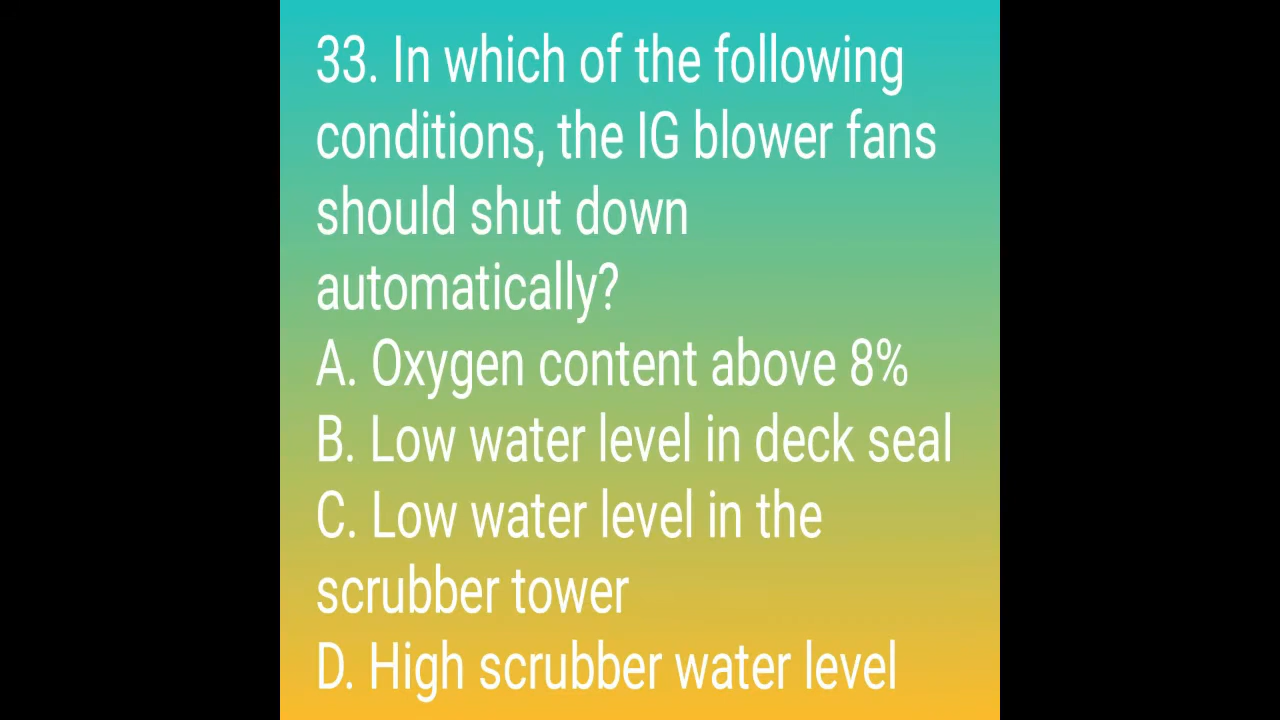 33. In which of the following
conditions, the IG blower fans
should shut down
automatically?
A. Oxygen content above 8%
B. Low water level in deck seal
C. Low water level in the
scrubber tower
D. High scrubber water level